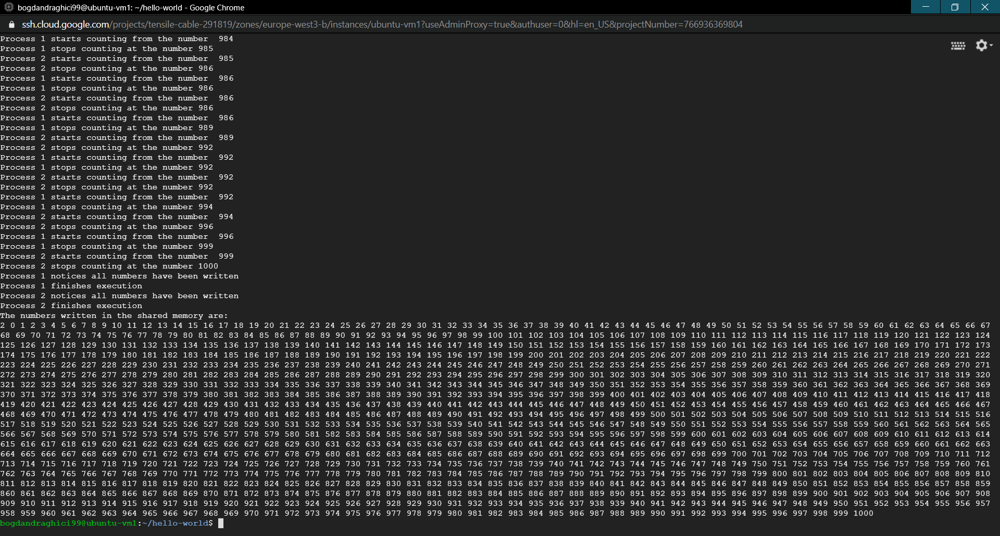 bogdandraghici99@ubuntu-vm1: ~/hello-world - Google Chrome
ssh.cloud.google.com/projects/tensile-cable-291819/zones/europe-west3-b/instances/ubuntu-vm1?useAdminProxy=true&authuser=0&hl=en_US&projectNumber=766936369804
Process 1 starts counting from the number  984
Process 1 stops counting at the number 985
Process 2 starts counting from the number  985
Process 2 stops counting at the number 986
Process 1 starts counting from the number  986
Process 1 stops counting at the number 986
Process 2 starts counting from the number  986
Process 2 stops counting at the number 986
Process 1 starts counting from the number  986
Process 1 stops counting at the number 989
Process 2 starts counting from the number  989
Process 2 stops counting at the number 992
Process 1 starts counting from the number  992
Process 1 stops counting at the number 992
Process 2 starts counting from the number  992
Process 2 stops counting at the number 992
Process 1 starts counting from the number  992
Process 1 stops counting at the number 994
Process 2 starts counting from the number  994
Process 2 stops counting at the number 996
Process 1 starts counting from the number  996
Process 1 stops counting at the number 999
Process 2 starts counting from the number  999
Process 2 stops counting at the number 1000
Process 1 notices all numbers have been written
Process 1 finishes execution
Process 2 notices all numbers have been written
Process 2 finishes execution
The numbers written in the shared memory are:
2 0 1 2 3 4 5 6 7 8 9 10 11 12 13 14 15 16 17 18 19 20 21 22 23 24 25 26 27 28 29 30 31 32 33 34 35 36 37 38 39 40 41 42 43 44 45 46 47 48 49 50 51 52 53 54 55 56 57 58 59 60 61 62 63 64 65 66 67
68 69 70 71 72 73 74 75 76 77 78 79 80 81 82 83 84 85 86 87 88 89 90 91 92 93 94 95 96 97 98 99 100 101 102 103 104 105 106 107 108 109 110 111 112 113 114 115 116 117 118 119 120 121 122 123 124
125 126 127 128 129 130 131 132 133 134 135 136 137 138 139 140 141 142 143 144 145 146 147 148 149 150 151 152 153 154 155 156 157 158 159 160 161 162 163 164 165 166 167 168 169 170 171 172 173
174 175 176 177 178 179 180 181 182 183 184 185 186 187 188 189 190 191 192 193 194 195 196 197 198 199 200 201 202 203 204 205 206 207 208 209 210 211 212 213 214 215 216 217 218 219 220 221 222
223 224 225 226 227 228 229 230 231 232 233 234 235 236 237 238 239 240 241 242 243 244 245 246 247 248 249 250 251 252 253 254 255 256 257 258 259 260 261 262 263 264 265 266 267 268 269 270 271
272 273 274 275 276 277 278 279 280 281 282 283 284 285 286 287 288 289 290 291 292 293 294 295 296 297 298 299 300 301 302 303 304 305 306 307 308 309 310 311 312 313 314 315 316 317 318 319 320
321 322 323 324 325 326 327 328 329 330 331 332 333 334 335 336 337 338 339 340 341 342 343 344 345 346 347 348 349 350 351 352 353 354 355 356 357 358 359 360 361 362 363 364 365 366 367 368 369
370 371 372 373 374 375 376 377 378 379 380 381 382 383 384 385 386 387 388 389 390 391 392 393 394 395 396 397 398 399 400 401 402 403 404 405 406 407 408 409 410 411 412 413 414 415 416 417 418
419 420 421 422 423 424 425 426 427 428 429 430 431 432 433 434 435 436 437 438 439 440 441 442 443 444 445 446 447 448 449 450 451 452 453 454 455 456 457 458 459 460 461 462 463 464 465 466 467
468 469 470 471 472 473 474 475 476 477 478 479 480 481 482 483 484 485 486 487 488 489 490 491 492 493 494 495 496 497 498 499 500 501 502 503 504 505 506 507 508 509 510 511 512 513 514 515 516
517 518 519 520 521 522 523 524 525 526 527 528 529 530 531 532 533 534 535 536 537 538 539 540 541 542 543 544 545 546 547 548 549 550 551 552 553 554 555 556 557 558 559 560 561 562 563 564 565
566 567 568 569 570 571 572 573 574 575 576 577 578 579 580 581 582 583 584 585 586 587 588 589 590 591 592 593 594 595 596 597 598 599 600 601 602 603 604 605 606 607 608 609 610 611 612 613 614
615 616 617 618 619 620 621 622 623 624 625 626 627 628 629 630 631 632 633 634 635 636 637 638 639 640 641 642 643 644 645 646 647 648 649 650 651 652 653 654 655 656 657 658 659 660 661 662 663
664 665 666 667 668 669 670 671 672 673 674 675 676 677 678 679 680 681 682 683 684 685 686 687 688 689 690 691 692 693 694 695 696 697 698 699 700 701 702 703 704 705 706 707 708 709 710 711 712
713 714 715 716 717 718 719 720 721 722 723 724 725 726 727 728 729 730 731 732 733 734 735 736 737 738 739 740 741 742 743 744 745 746 747 748 749 750 751 752 753 754 755 756 757 758 759 760 761
762 763 764 765 766 767 768 769 770 771 772 773 774 775 776 777 778 779 780 781 782 783 784 785 786 787 788 789 790 791 792 793 794 795 796 797 798 799 800 801 802 803 804 805 806 807 808 809 810
811 812 813 814 815 816 817 818 819 820 821 822 823 824 825 826 827 828 829 830 831 832 833 834 835 836 837 838 839 840 841 842 843 844 845 846 847 848 849 850 851 852 853 854 855 856 857 858 859
860 861 862 863 864 865 866 867 868 869 870 871 872 873 874 875 876 877 878 879 880 881 882 883 884 885 886 887 888 889 890 891 892 893 894 895 896 897 898 899 900 901 902 903 904 905 906 907 908
909 910 911 912 913 914 915 916 917 918 919 920 921 922 923 924 925 926 927 928 929 930 931 932 933 934 935 936 937 938 939 940 941 942 943 944 945 946 947 948 949 950 951 952 953 954 955 956 957
958 959 960 961 962 963 964 965 966 967 968 969 970 971 972 973 974 975 976 977 978 979 980 981 982 983 984 985 986 987 988 989 990 991 992 993 994 995 996 997 998 999 1000
bogdandraghici99@ubuntu-vm1:~/hello-world$